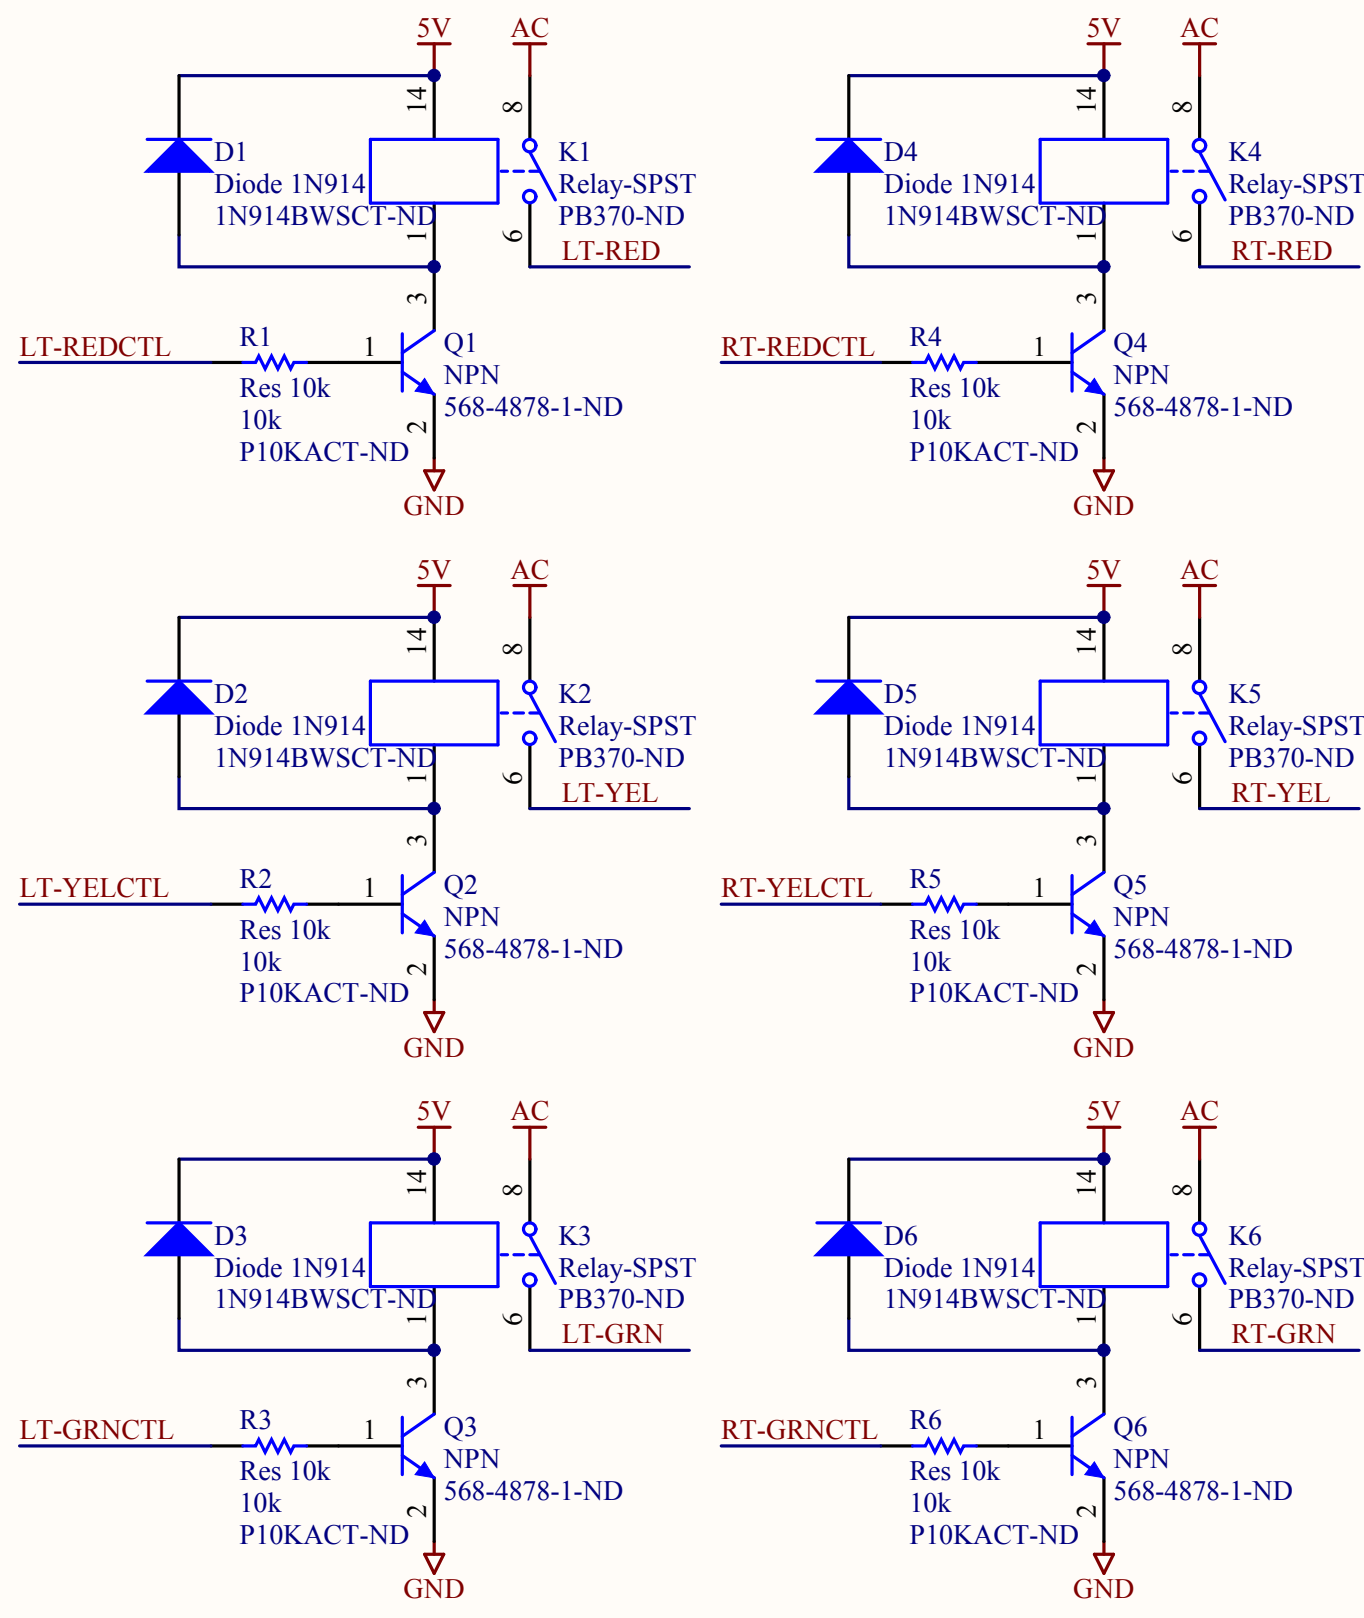 5V
AC
14
8
D1
Diode 1N914
1N914BWSCT-ND
K1
Relay-SPST
PB370-ND
1
6
LT-RED
3
LT-REDCTL
R1
1
Q1
NPN
568-4878-1-ND
Res 10k
10k
P10KACT-ND
2
GND
5V
AC
14
8
D4
Diode 1N914
1N914BWSCT-ND
K4
Relay-SPST
PB370-ND
1
6
RT-RED
3
RT-REDCTL
R4
1
Q4
NPN
568-4878-1-ND
Res 10k
10k
P10KACT-ND
2
GND
5V
AC
14
8
D2
Diode 1N914
1N914BWSCT-ND
K2
Relay-SPST
PB370-ND
1
6
LT-YEL
3
LT-YELCTL
R2
1
Q2
NPN
568-4878-1-ND
Res 10k
10k
P10KACT-ND
2
GND
5V
AC
14
8
D5
Diode 1N914
1N914BWSCT-ND
K5
Relay-SPST
PB370-ND
1
6
RT-YEL
3
RT-YELCTL
R5
1
Q5
NPN
568-4878-1-ND
Res 10k
10k
P10KACT-ND
2
GND
5V
AC
14
8
D3
Diode 1N914
1N914BWSCT-ND
K3
Relay-SPST
PB370-ND
1
6
LT-GRN
3
LT-GRNCTL
R3
1
Q3
NPN
568-4878-1-ND
Res 10k
10k
P10KACT-ND
2
GND
5V
AC
14
8
D6
Diode 1N914
1N914BWSCT-ND
K6
Relay-SPST
PB370-ND
1
6
RT-GRN
3
RT-GRNCTL
R6
1
Q6
NPN
568-4878-1-ND
Res 10k
10k
P10KACT-ND
2
GND